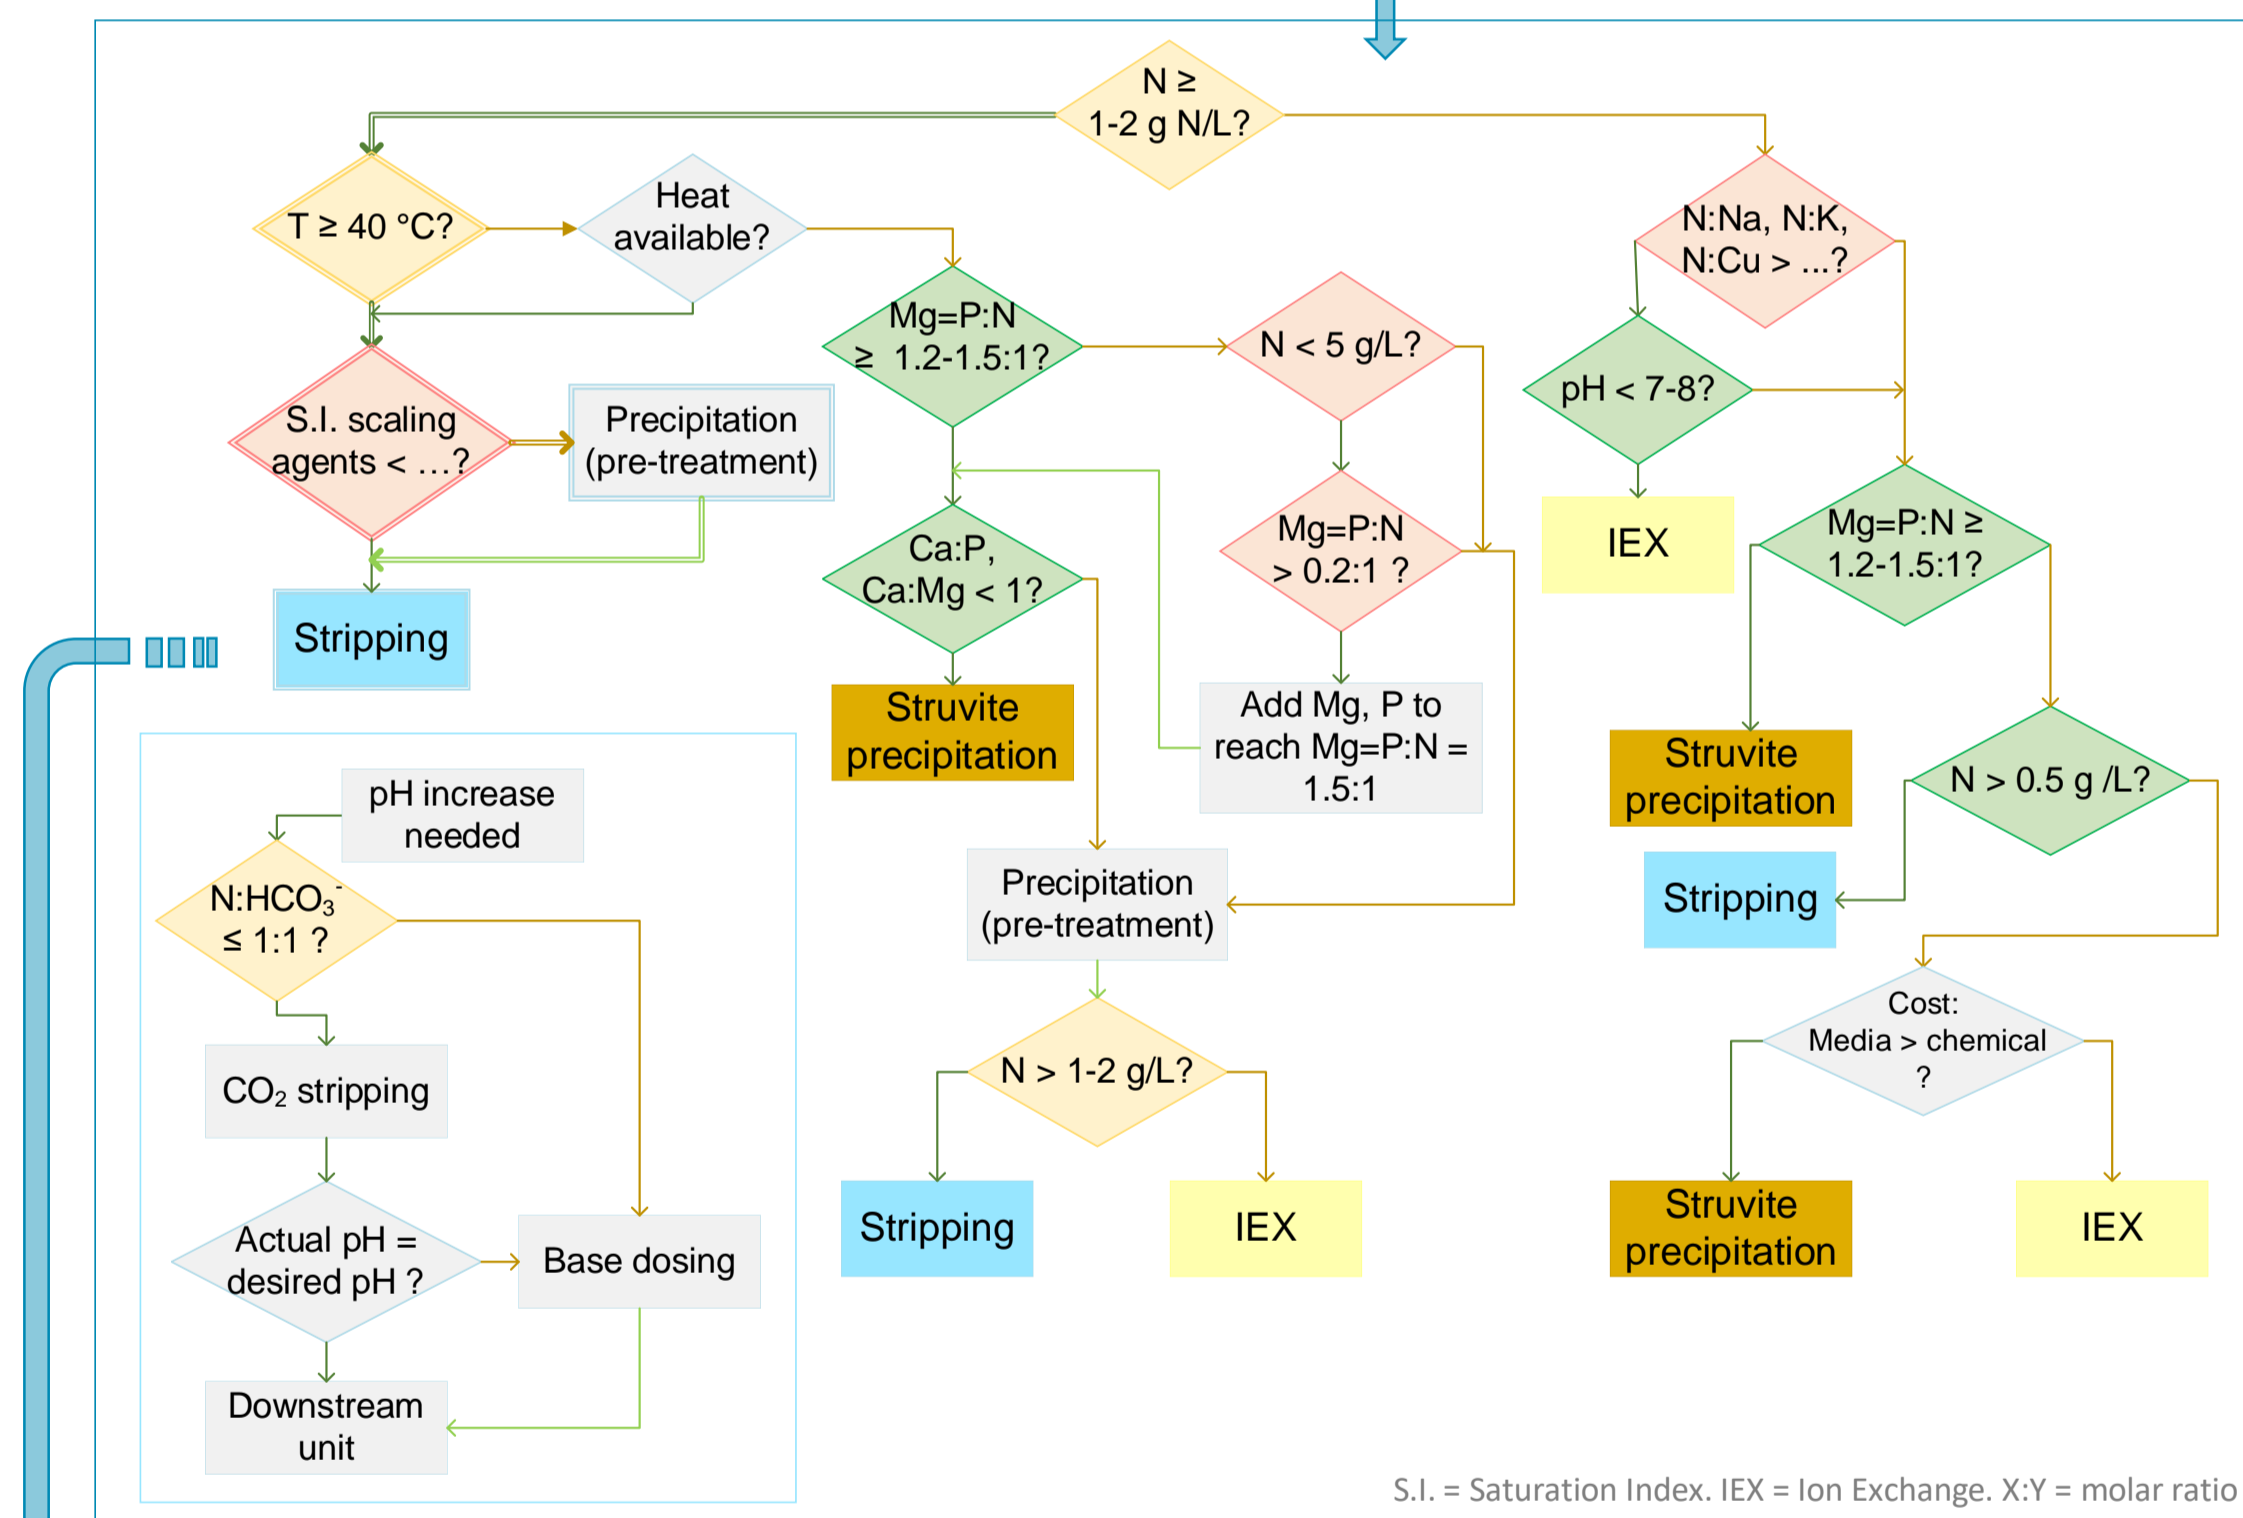 N ≥
1-2 g N/L?
T ≥ 40 °C?
Heat
available?
N:Na, N:K,
N:Cu > ...?
Mg=P:N
≥ 1.2-1.5:1?
N < 5 g/L?
pH < 7-8?
S.I. scaling
agents < …?
Precipitation
(pre-treatment)
Ca:P,
Ca:Mg < 1?
Mg=P:N
> 0.2:1 ?
IEX
Mg=P:N ≥
1.2-1.5:1?
Stripping
Struvite
precipitation
Add Mg, P to
reach Mg=P:N =
1.5:1
Struvite
precipitation
N > 0.5 g /L?
pH increase
needed
N:HCO₃⁻
≤ 1:1 ?
Precipitation
(pre-treatment)
Stripping
Cost:
Media > chemical
?
CO₂ stripping
N > 1-2 g/L?
Actual pH =
desired pH ?
Base dosing
Stripping
IEX
Struvite
precipitation
IEX
Downstream
unit
S.I. = Saturation Index. IEX = Ion Exchange. X:Y = molar ratio